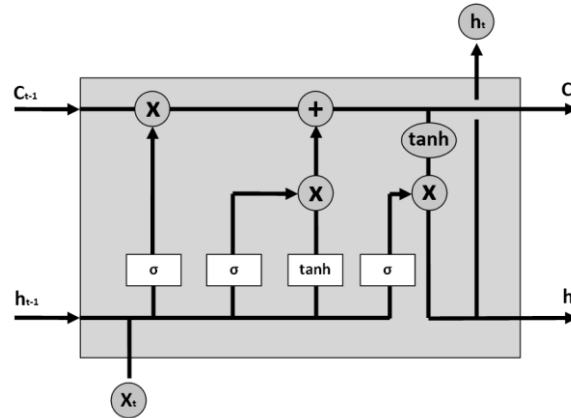 hₜ
Cₜ₋₁
C
X
+
tanh
X
X
σ
σ
tanh
σ
hₜ₋₁
h
Xₜ